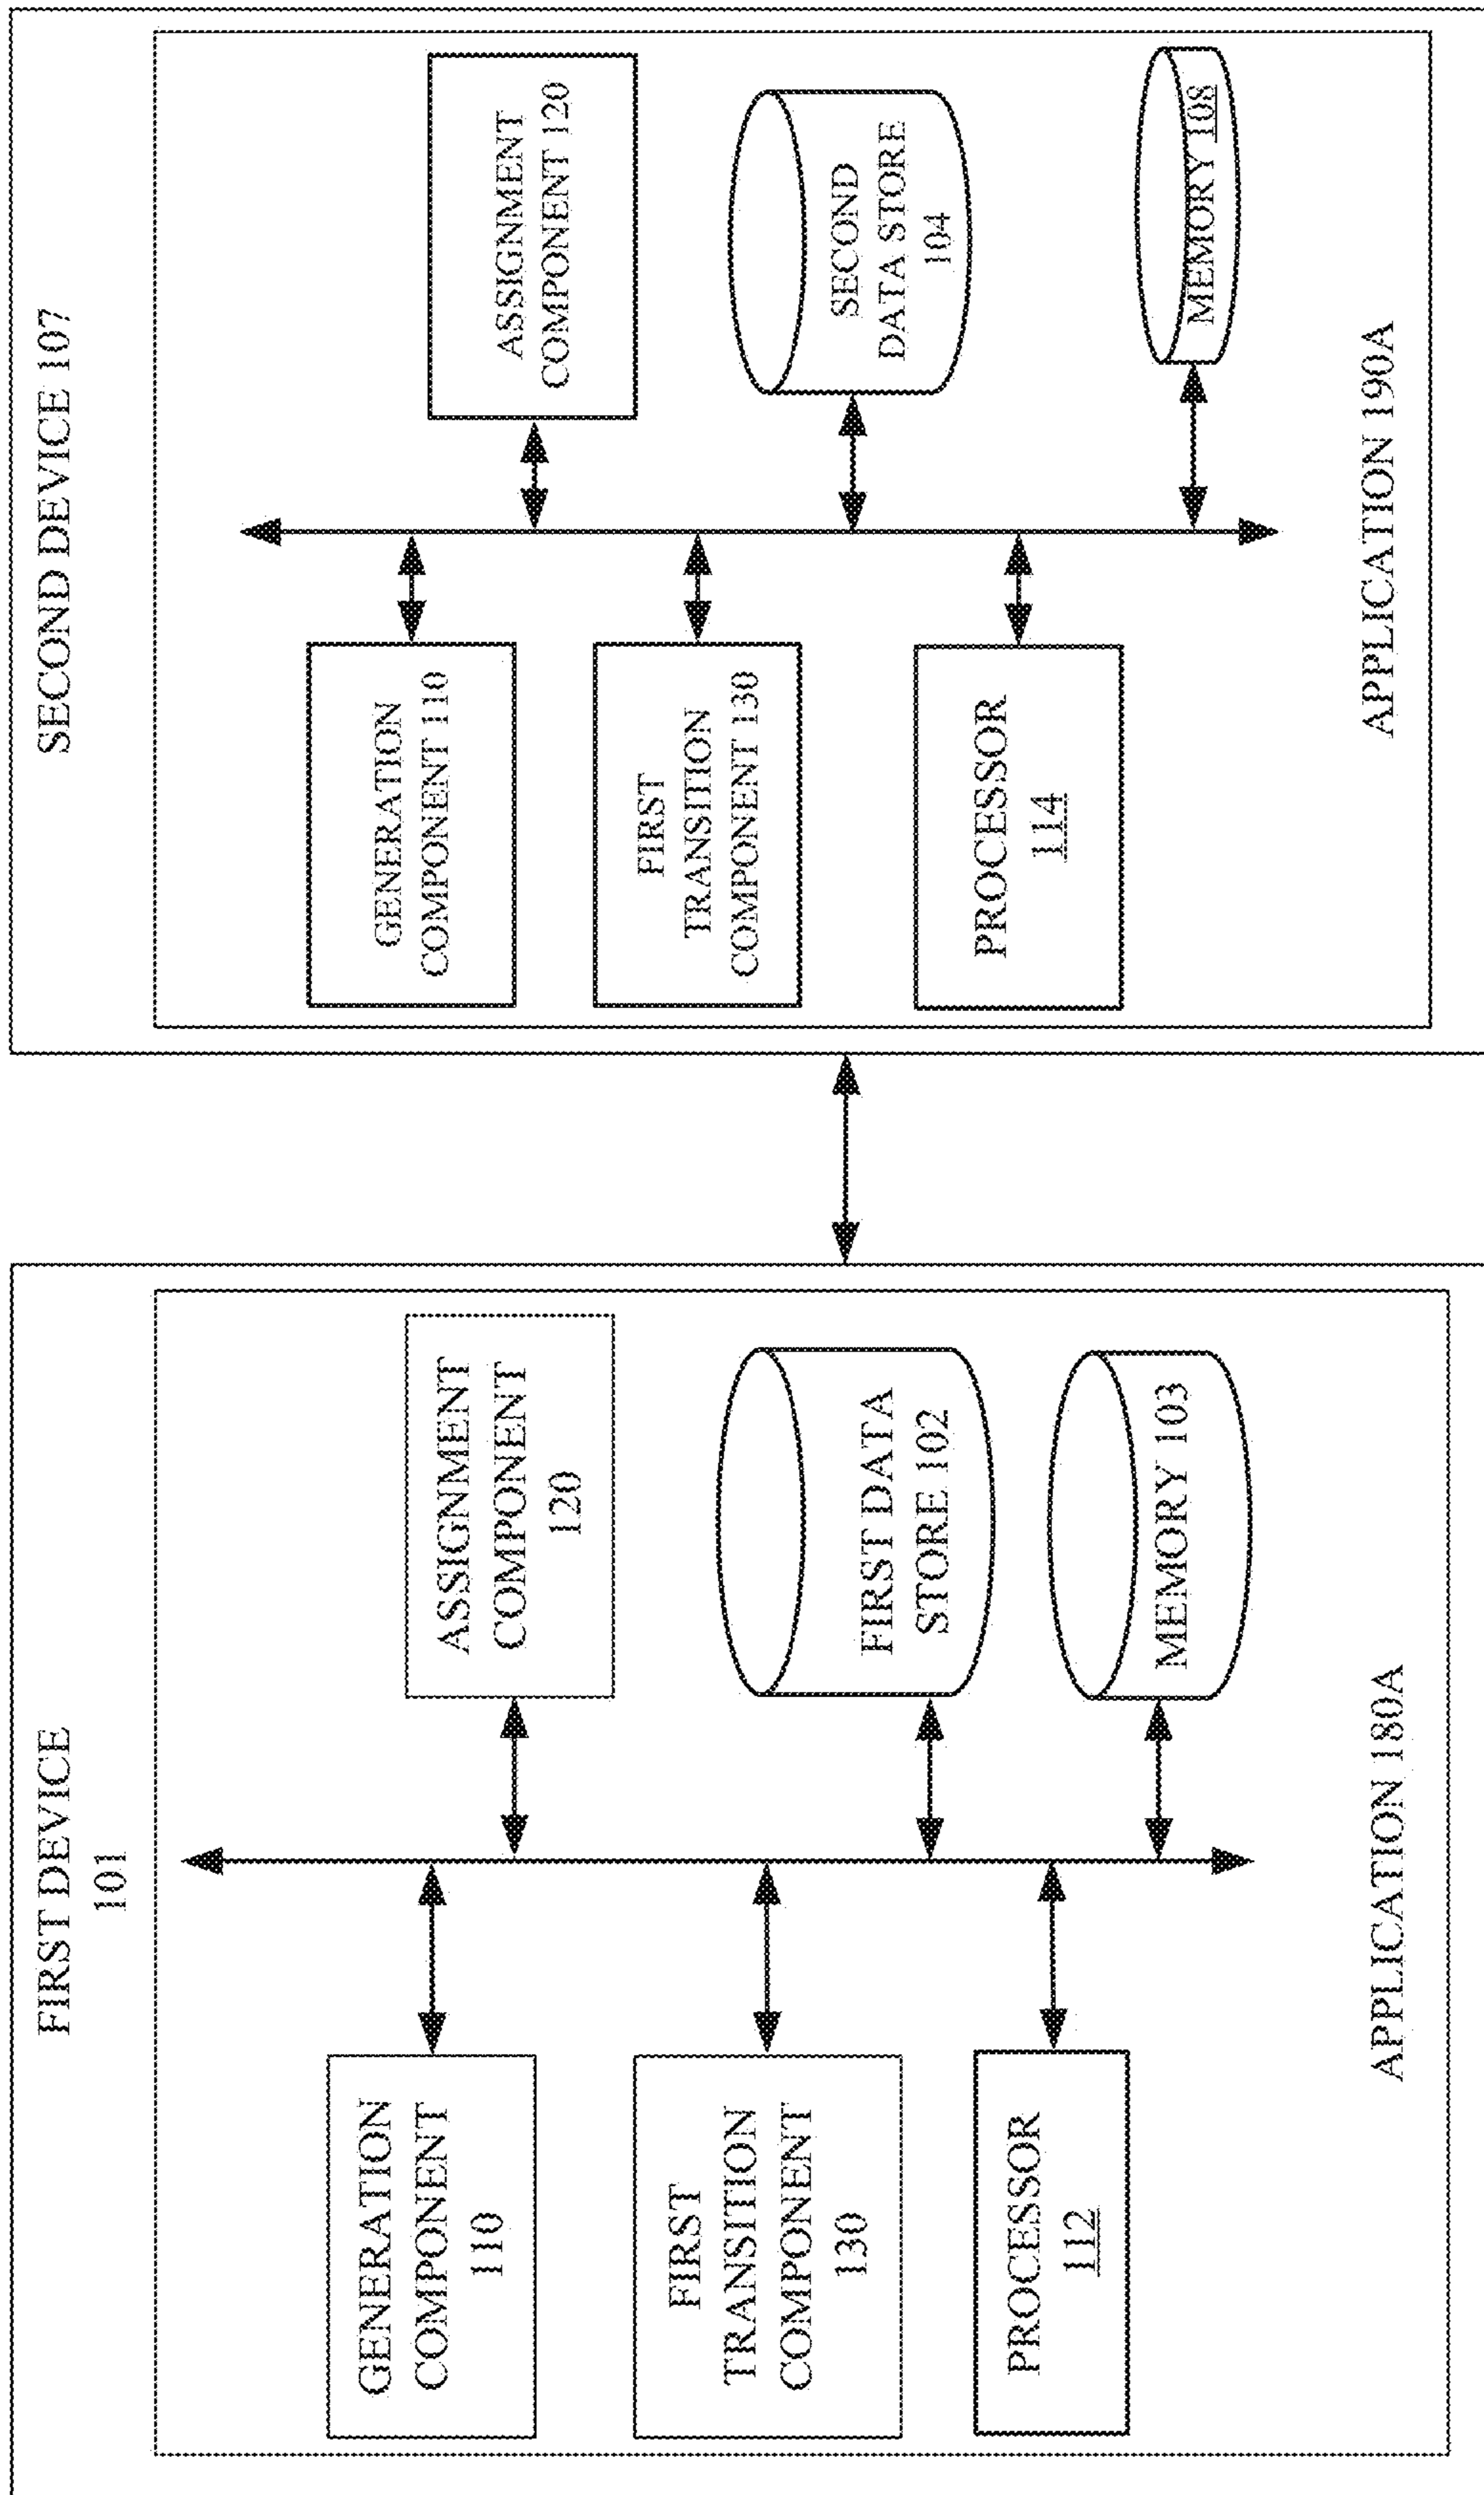 FIRST DEVICE
101
GENERATION
COMPONENT
110
ASSIGNMENT
COMPONENT
120
FIRST
TRANSITION
COMPONENT
130
FIRST DATA
STORE 102
PROCESSOR
112
MEMORY 103
APPLICATION 180A
SECOND DEVICE 107
GENERATION
COMPONENT 110
ASSIGNMENT
COMPONENT 120
FIRST
TRANSITION
COMPONENT 130
SECOND
DATA STORE
104
PROCESSOR
114
MEMORY 108
APPLICATION 190A